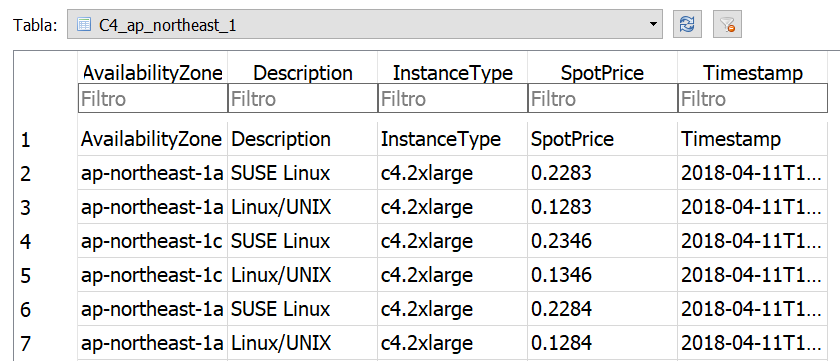 Tabla: C4_ap_northeast_1
AvailabilityZone Description InstanceType SpotPrice Timestamp
Filtro Filtro Filtro Filtro Filtro
1 AvailabilityZone Description InstanceType SpotPrice Timestamp
2 ap-northeast-1a SUSE Linux c4.2xlarge 0.2283 2018-04-11T1...
3 ap-northeast-1a Linux/UNIX c4.2xlarge 0.1283 2018-04-11T1...
4 ap-northeast-1c SUSE Linux c4.2xlarge 0.2346 2018-04-11T1...
5 ap-northeast-1c Linux/UNIX c4.2xlarge 0.1346 2018-04-11T1...
6 ap-northeast-1a SUSE Linux c4.2xlarge 0.2284 2018-04-11T1...
7 ap-northeast-1a Linux/UNIX c4.2xlarge 0.1284 2018-04-11T1...